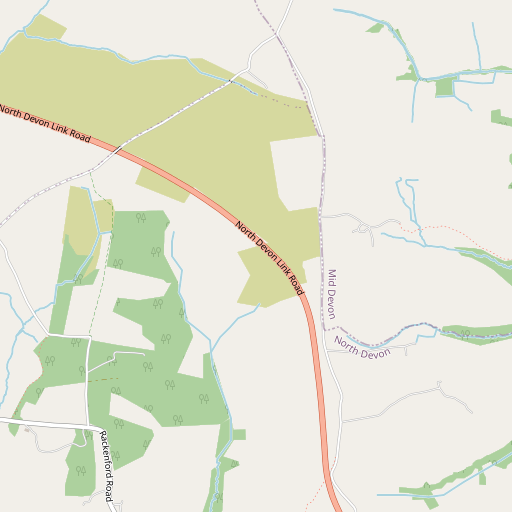 North Devon Link Road
North Devon Link Road
Mid Devon
North Devon
Rackenford Road